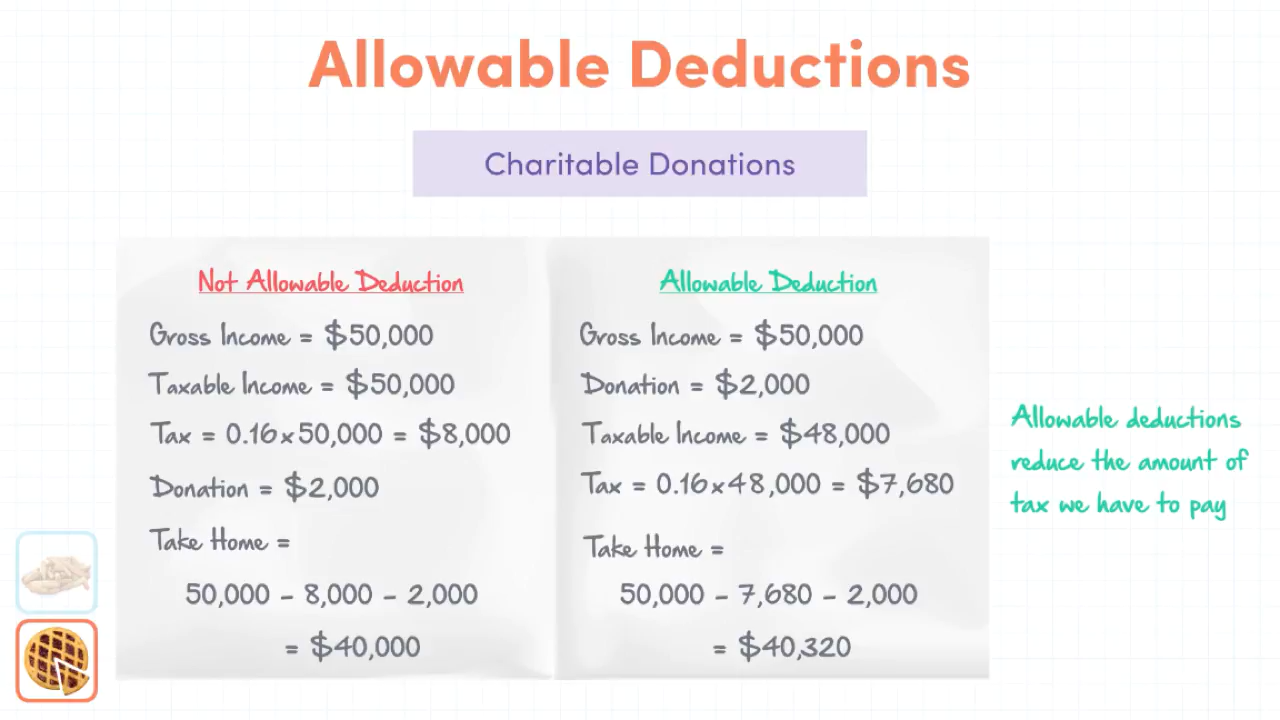 Allowable Deductions
Charitable Donations
Not Allowable Deduction
Gross Income = $50,000
Taxable Income = $50,000
Tax = 0.16×50,000 = $8,000
Donation = $2,000
Take Home =
50,000 – 8,000 – 2,000
= $40,000
Allowable Deduction
Gross Income = $50,000
Donation = $2,000
Taxable Income = $48,000
Tax = 0.16×48,000 = $7,680
Take Home =
50,000 – 7,680 – 2,000
= $40,320
Allowable deductions
reduce the amount of
tax we have to pay